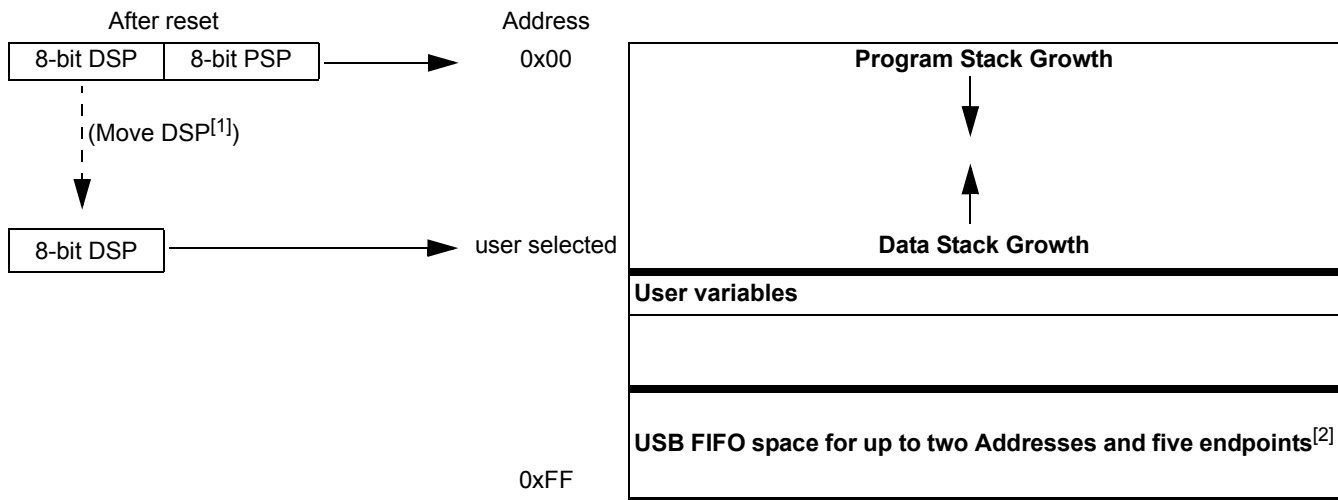 After reset
Address
8-bit DSP 8-bit PSP
0x00
Program Stack Growth
(Move DSP[1])
8-bit DSP
user selected
Data Stack Growth
User variables
USB FIFO space for up to two Addresses and five endpoints[2]
0xFF